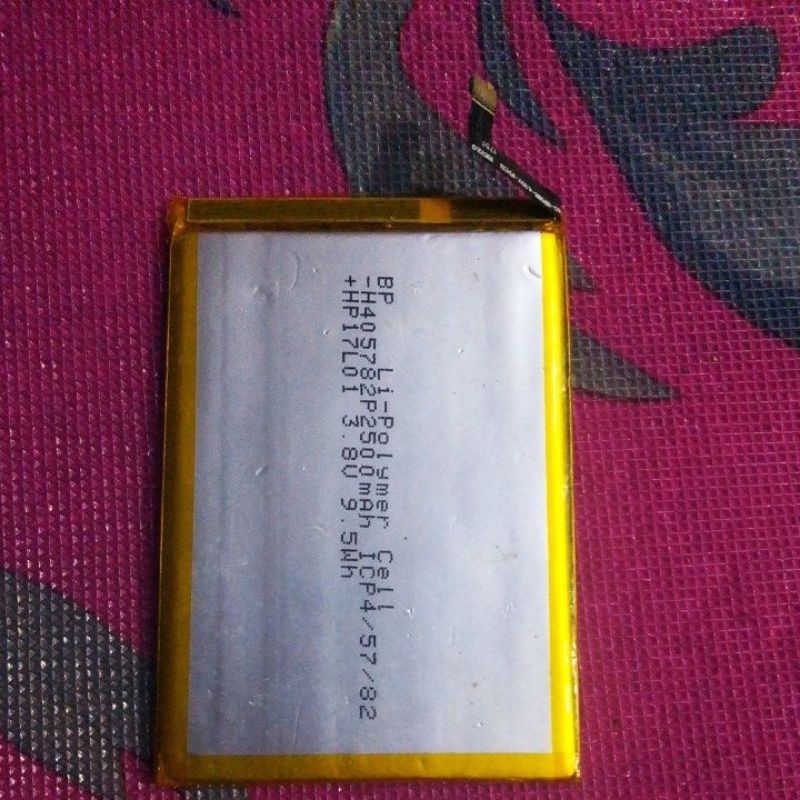 BP Li-Polymer Cell
-H405782P2500mAh ICP4/57/82
+HP17L01 3.8V 9.5Wh